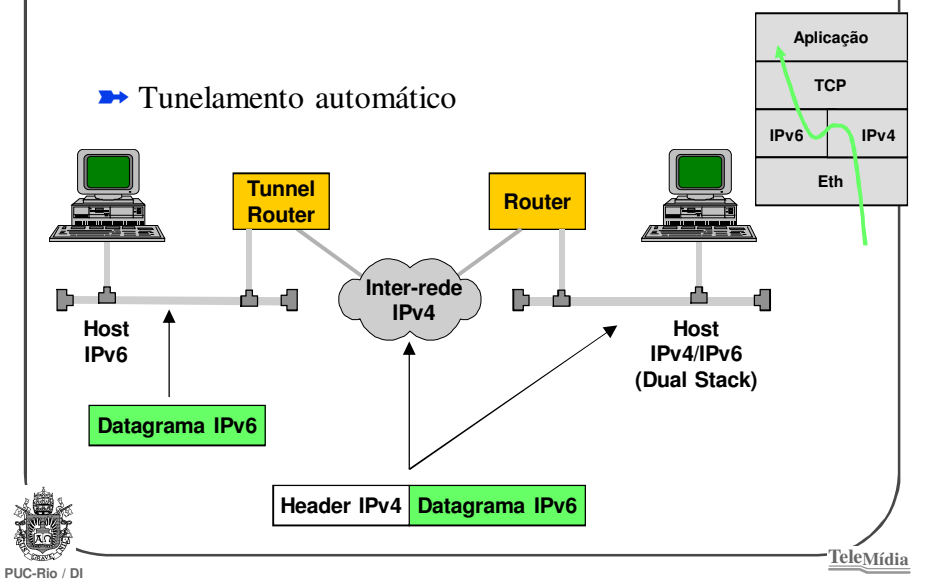 Aplicação
TCP
IPv6 IPv4
Eth
Tunelamento automático
Tunnel
Router
Router
Inter-rede
IPv4
Host
IPv6
Host
IPv4/IPv6
(Dual Stack)
Datagrama IPv6
Header IPv4 Datagrama IPv6
PUC-Rio / DI
TeleMídia